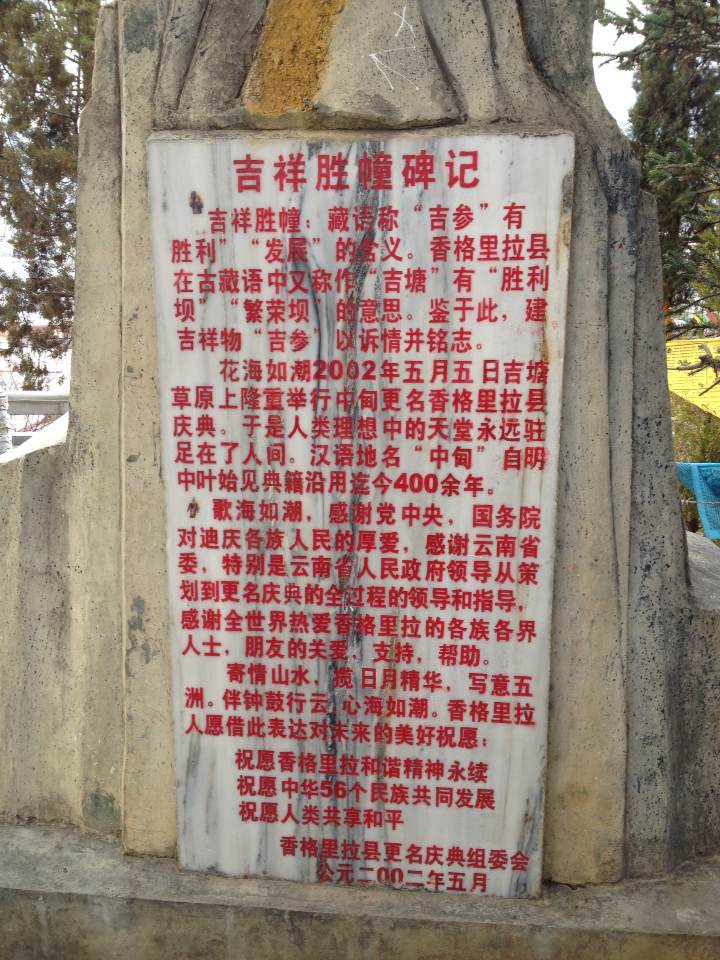 吉祥胜幢碑记
吉祥胜幢：藏语称“吉参”有
胜利”“发展”的含义。香格里拉县
在古藏语中又称作“吉塘”有“胜利
坝”“繁荣坝”的意思。鉴于此，建
吉祥物“吉参”以诉情并铭志。
花海如潮2002年五月五日吉塘
草原上隆重举行中甸更名香格里拉县
庆典。于是人类理想中的天堂永远驻
足在了人间。汉语地名“中甸”自明
中叶始见典籍沿用迄今400余年。
歌海如潮，感谢党中央，国务院
对迪庆各族人民的厚爱，感谢云南省
委，特别是云南省人民政府领导从策
划到更名庆典的全过程的领导和指导，
感谢全世界热爱香格里拉的各族各界
人士，朋友的关爱，支持，帮助。
寄情山水，揽日月精华，写意五
洲。伴钟鼓行云，心海如潮。香格里拉
人愿借此表达对未来的美好祝愿：
祝愿香格里拉和谐精神永续
祝愿中华56个民族共同发展
祝愿人类共享和平
香格里拉县更名庆典组委会
公元二00二年五月